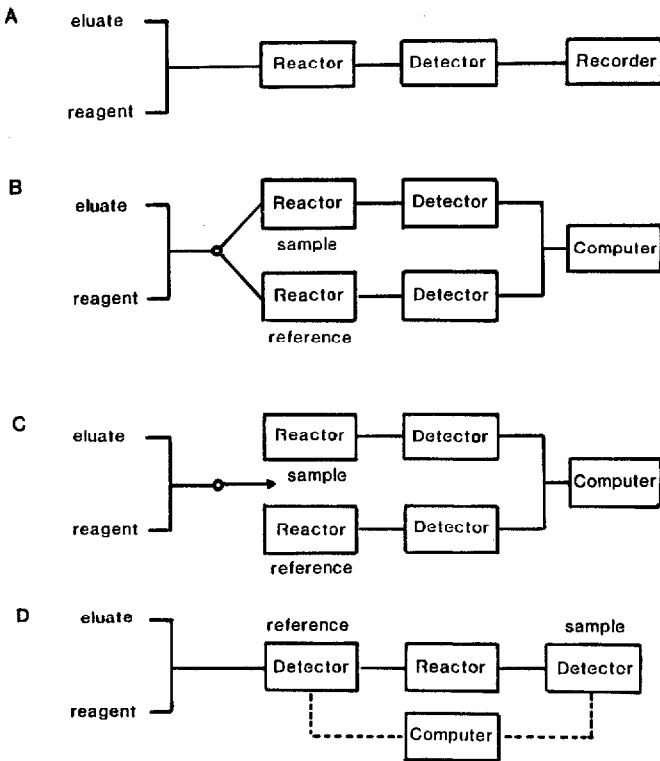 A
eluate
reagent
Reactor
Detector
Recorder
B
eluate
reagent
Reactor
sample
Detector
Reactor
reference
Detector
Computer
C
eluate
reagent
Reactor
sample
Detector
Reactor
reference
Detector
Computer
D
eluate
reagent
reference
Detector
Reactor
sample
Detector
Computer